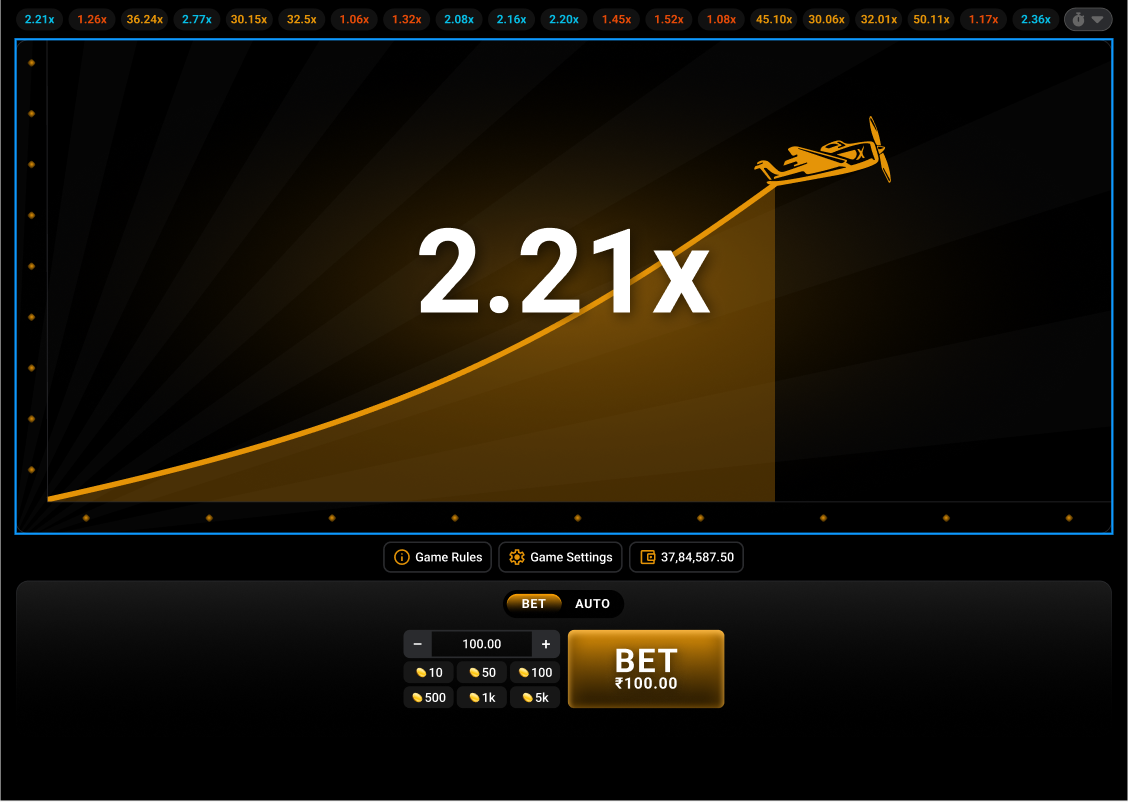 2.21x 1.26x 36.24x 2.77x 30.15x 32.5x 1.06x 1.32x 2.08x 2.16x 2.20x 1.45x 1.52x 1.08x 45.10x 30.06x 32.01x 50.11x 1.17x 2.36x
X
2.21x
Game Rules Game Settings 37,84,587.50
BET AUTO
− 100.00 +
BET
₹100.00
10 50 100
500 1k 5k